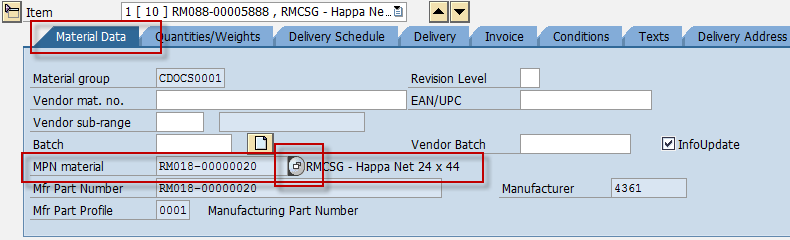 Item 1 [ 10 ] RM088-00005888 , RMCSG - Happa Ne...
Material Data Quantities/Weights Delivery Schedule Delivery Invoice Conditions Texts Delivery Address
Material group CDOCS0001 Revision Level
Vendor mat. no. EAN/UPC
Vendor sub-range
Batch Vendor Batch InfoUpdate
MPN material RM018-00000020 RMCSG - Happa Net 24 x 44
Mfr Part Number RM018-00000020 Manufacturer 4361
Mfr Part Profile 0001 Manufacturing Part Number